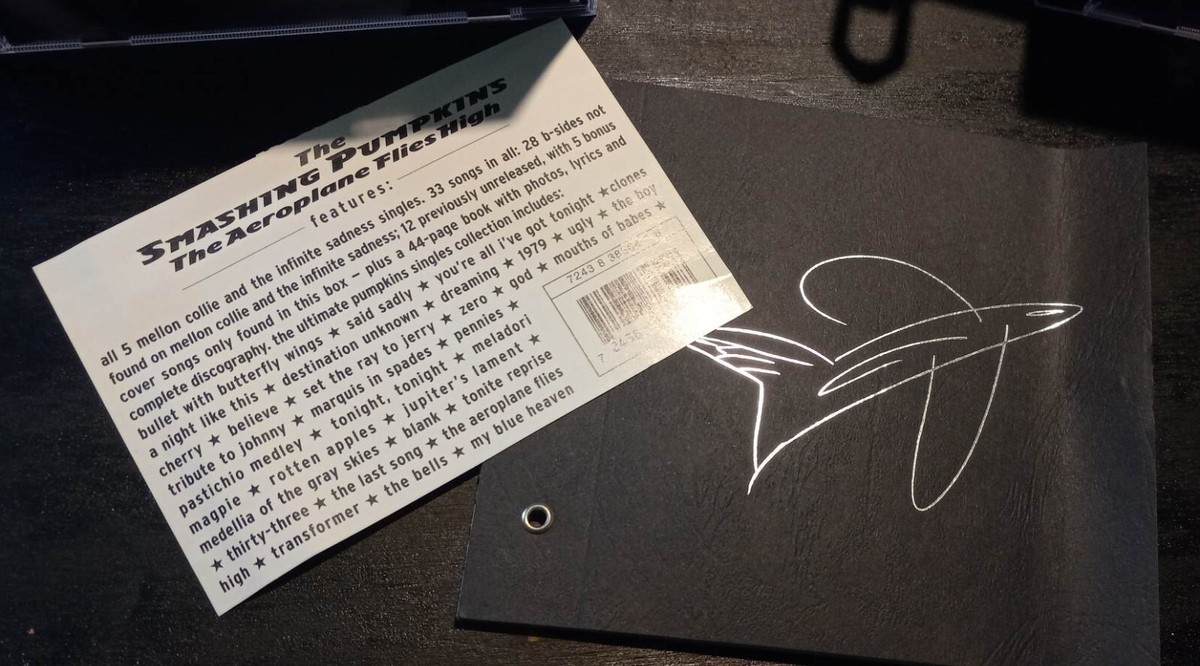 The
SMASHING PUMPKINS
The Aeroplane Flies High
features:
all 5 mellon collie and the infinite sadness singles. 33 songs in all: 28 b-sides not
found on mellon collie and the infinite sadness; 12 previously unreleased, with 5 bonus
cover songs only found in this box – plus a 44-page book with photos, lyrics and
complete discography. the ultimate pumpkins singles collection includes:
bullet with butterfly wings ★ said sadly ★ you're all i've got tonight ★clones
a night like this ★ destination unknown ★ dreaming ★ 1979 ★ ugly ★ the boy
cherry ★ believe ★ set the ray to jerry ★ zero ★ god ★ mouths of babes ★
tribute to johnny ★ marquis in spades ★ pennies ★
pastichio medley ★ tonight, tonight ★ meladori
magpie ★ rotten apples ★ jupiter's lament ★
medellia of the gray skies ★ blank ★ tonite reprise
★ thirty-three ★ the last song ★ the aeroplane flies
high ★ transformer ★ the bells ★ my blue heaven
7243 8